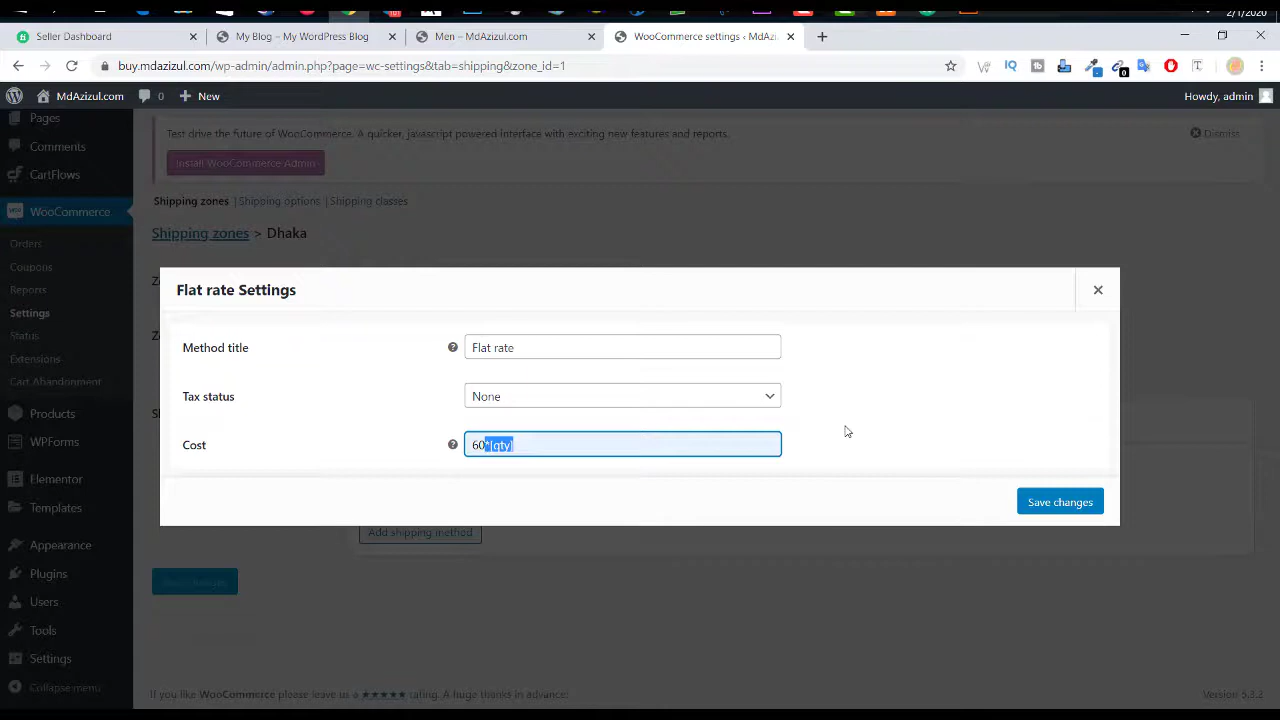 2/1/2020
Seller Dashboard
My Blog – My WordPress Blog
Men – MdAzizul.com
WooCommerce settings ‹ MdAzi
buy.mdazizul.com/wp-admin/admin.php?page=wc-settings&tab=shipping&zone_id=1
MdAzizul.com
0
New
Howdy, admin
Pages
Comments
CartFlows
WooCommerce
Orders
Coupons
Reports
Settings
Status
Extensions
Cart Abandonment
Products
WPForms
Elementor
Templates
Appearance
Plugins
Users
Tools
Settings
Collapse menu
Test drive the future of WooCommerce. A quicker, javascript powered interface with exciting new features and reports.
Dismiss
Install WooCommerce Admin
Shipping zones | Shipping options | Shipping classes
Shipping zones > Dhaka
Flat rate Settings
Method title
Flat rate
Tax status
None
Cost
60*[qty]
Save changes
Add shipping method
If you like WooCommerce please leave us a ★★★★★ rating. A huge thanks in advance!
Version 5.3.2